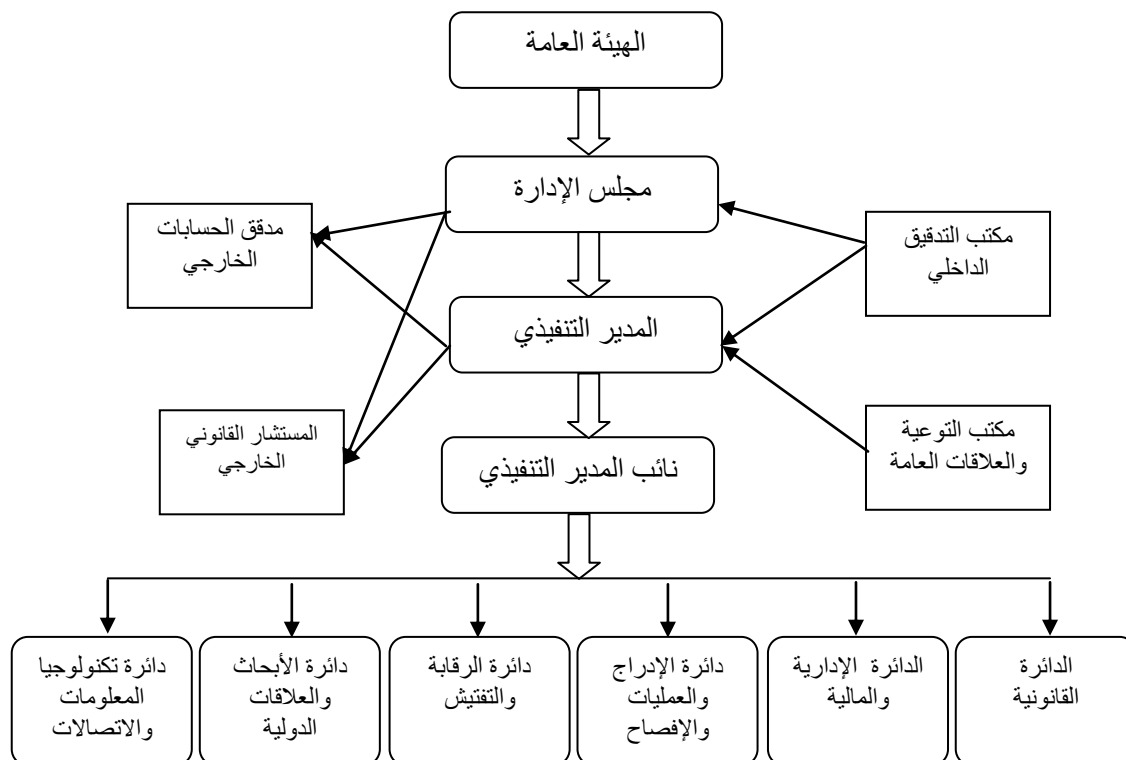 الهيئة العامة
مجلس الإدارة
مكتب التدقيق
الداخلي
مدقق الحسابات
الخارجي
المدير التنفيذي
مكتب التوعية
والعلاقات العامة
المستشار القانوني
الخارجي
نائب المدير التنفيذي
الدائرة
القانونية
الدائرة الإدارية
والمالية
دائرة الإدراج
والعمليات
والإفصاح
دائرة الرقابة
والتفتيش
دائرة الأبحاث
والعلاقات
الدولية
دائرة تكنولوجيا
المعلومات
والاتصالات